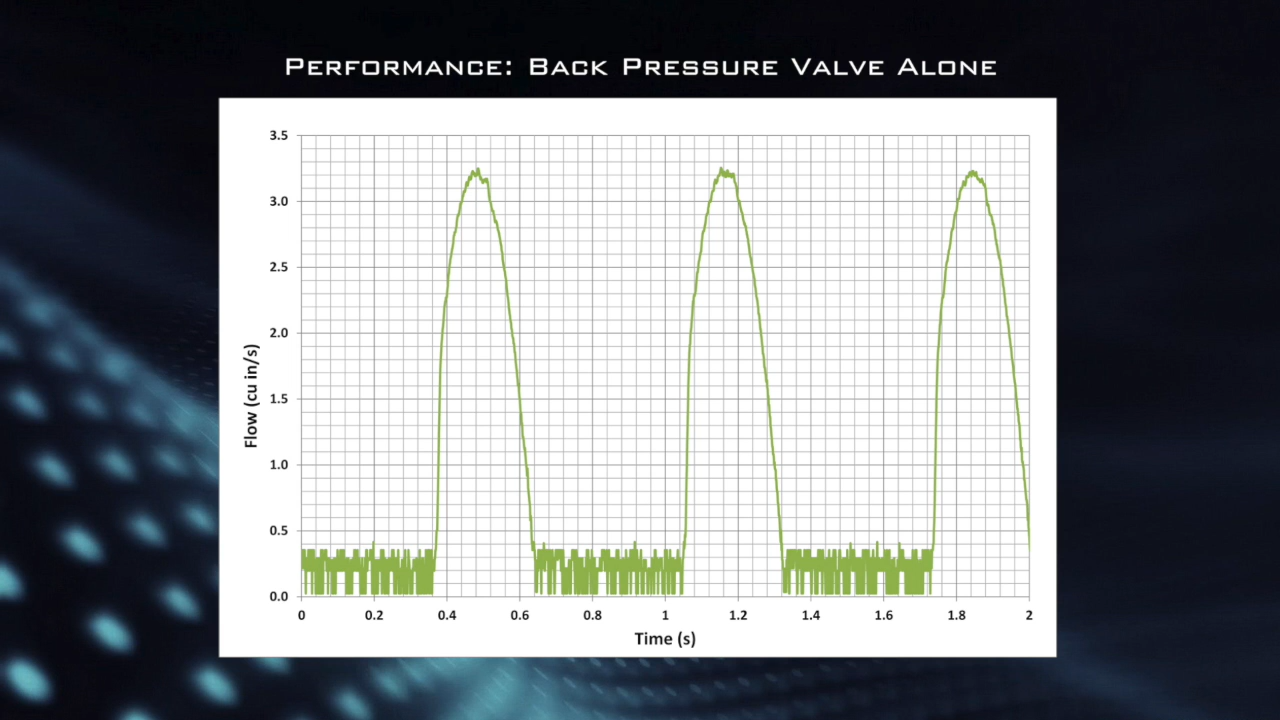 Performance: Back Pressure Valve Alone
3.5
3.0
2.5
2.0
1.5
1.0
0.5
0.0
Flow (cu in/s)
0 0.2 0.4 0.6 0.8 1 1.2 1.4 1.6 1.8 2
Time (s)